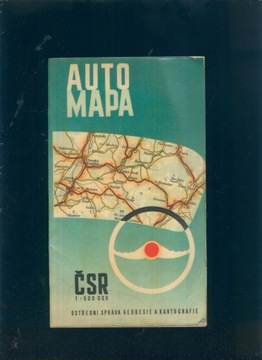 AUTO
MAPA
ČSR
1:500 000
ÚSTŘEDNÍ SPRÁVA GEODESIE A KARTOGRAFIE